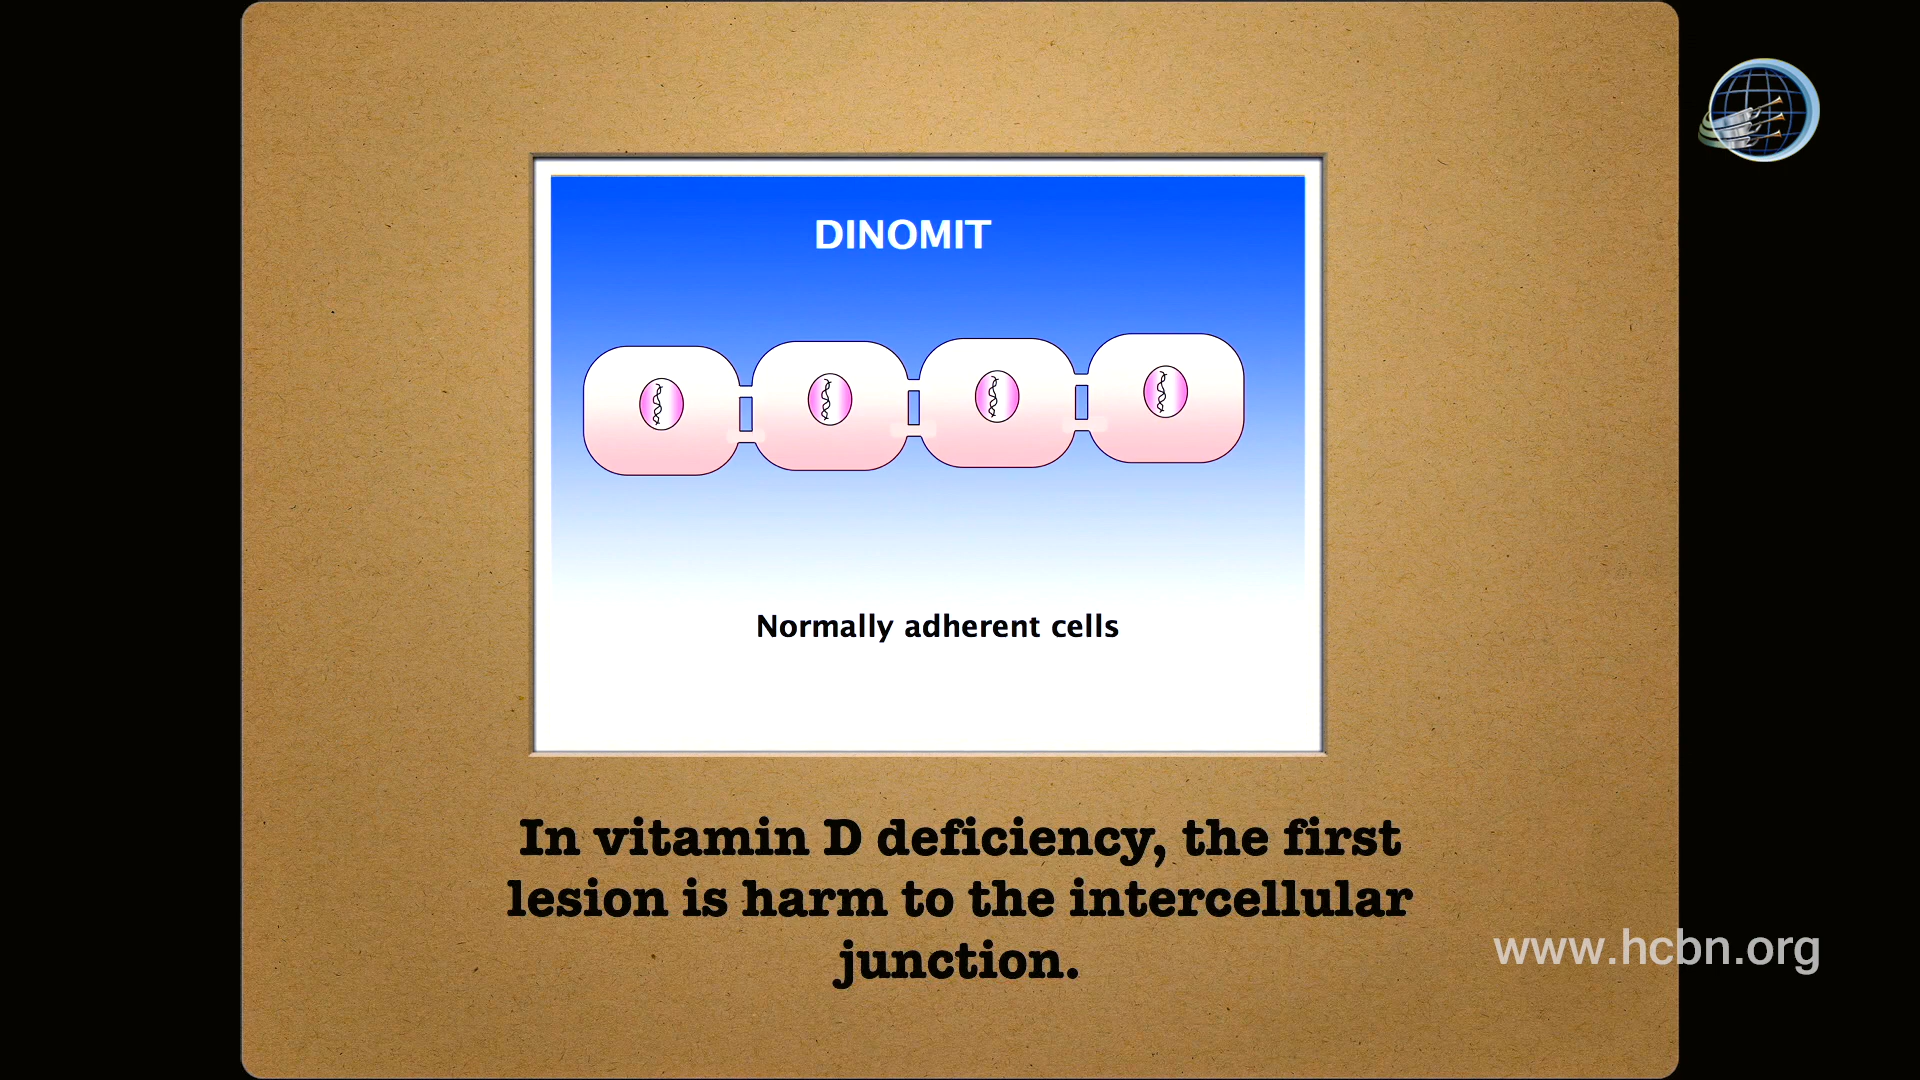 DINOMIT
Normally adherent cells
In vitamin D deficiency, the first
lesion is harm to the intercellular
junction.
www.hcbn.org